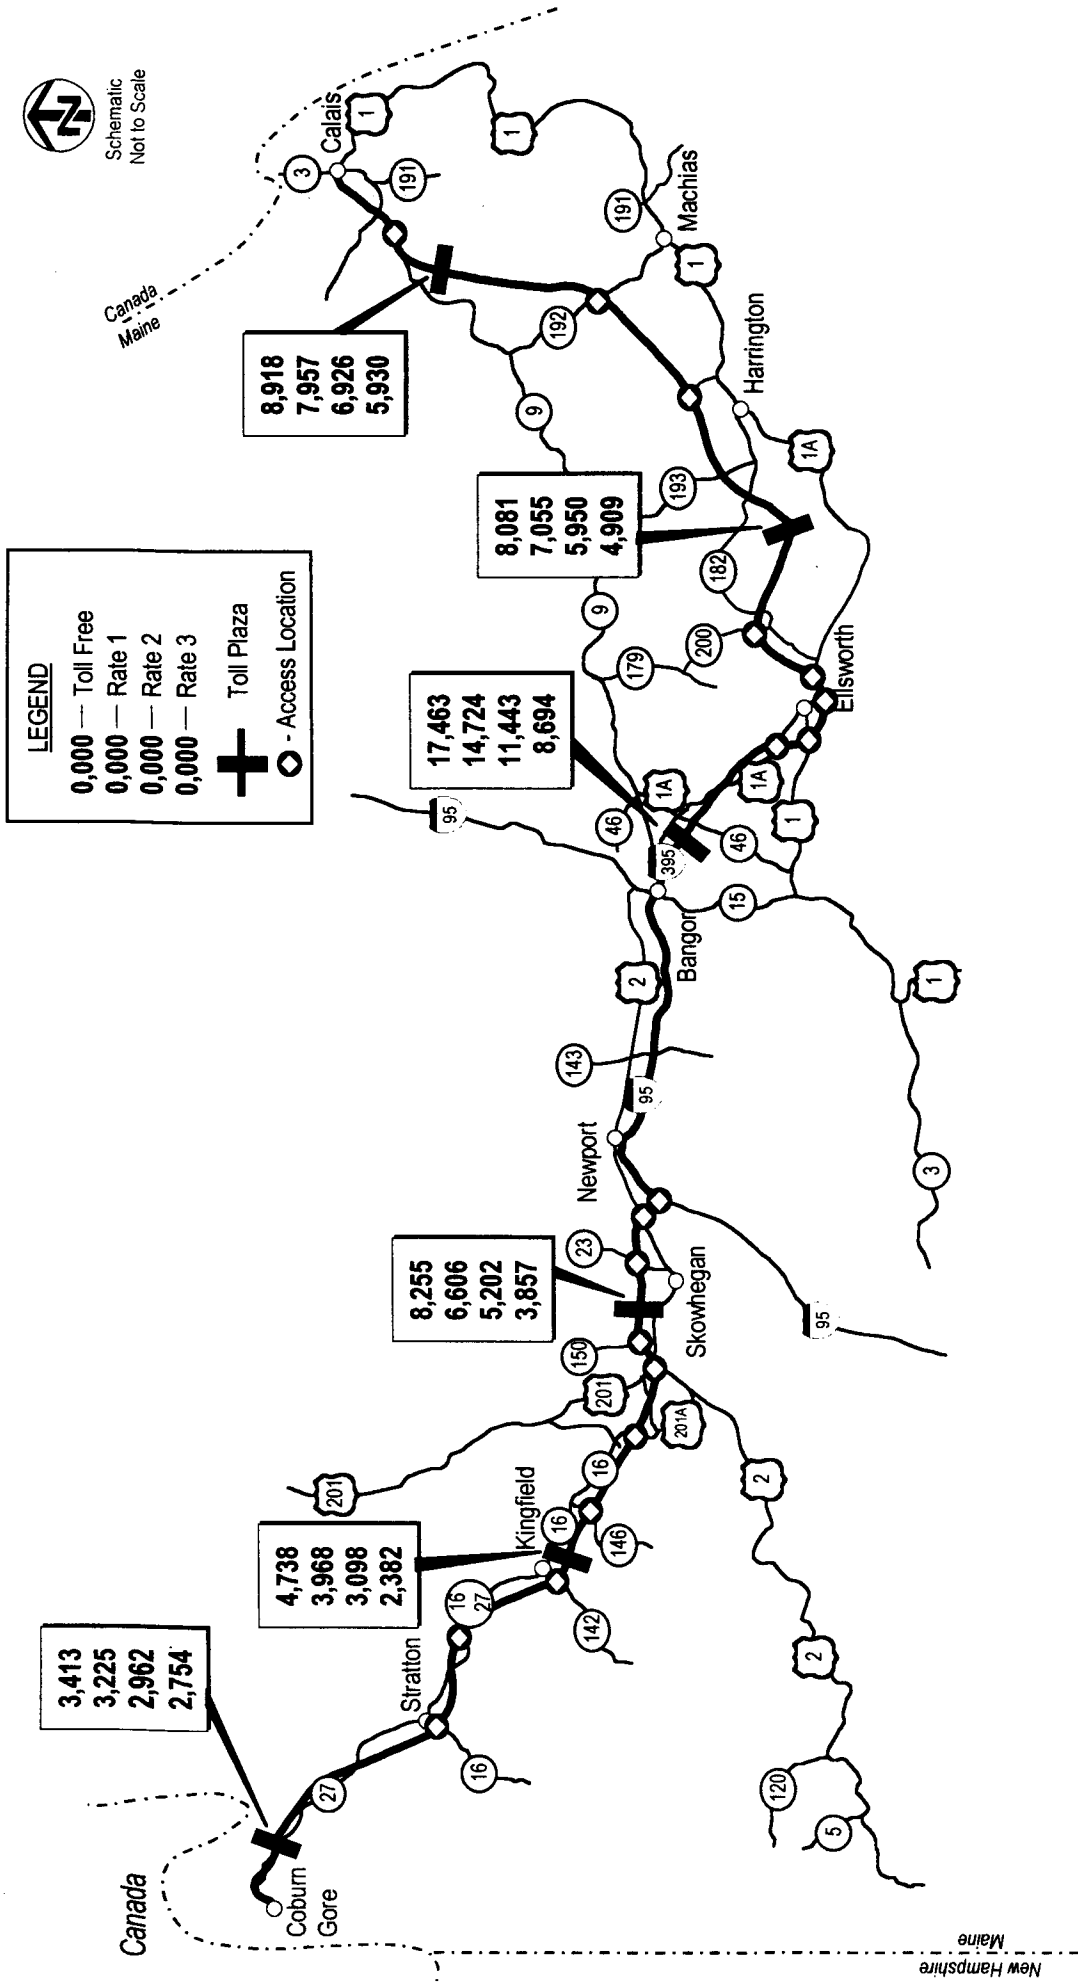 Canada
Coburn
Gore
3,413
3,225
2,962
2,754
27
Stratton
16
16
27
142
4,738
3,968
3,098
2,382
Kingfield
16
146
16
201
201
201A
150
8,255
6,606
5,202
3,857
Skowhegan
23
Newport
95
95
143
2
Bangor
2
2
120
5
3
1
15
395
46
46
1A
1A
1
95
17,463
14,724
11,443
8,694
Ellsworth
179
200
9
182
8,081
7,055
5,950
4,909
193
9
1A
Harrington
192
8,918
7,957
6,926
5,930
1
Machias
191
191
3
Calais
1
1
Canada
Maine
LEGEND
0,000 — Toll Free
0,000 — Rate 1
0,000 — Rate 2
0,000 — Rate 3
Toll Plaza
- Access Location
N
Schematic
Not to Scale
Maine
New Hampshire